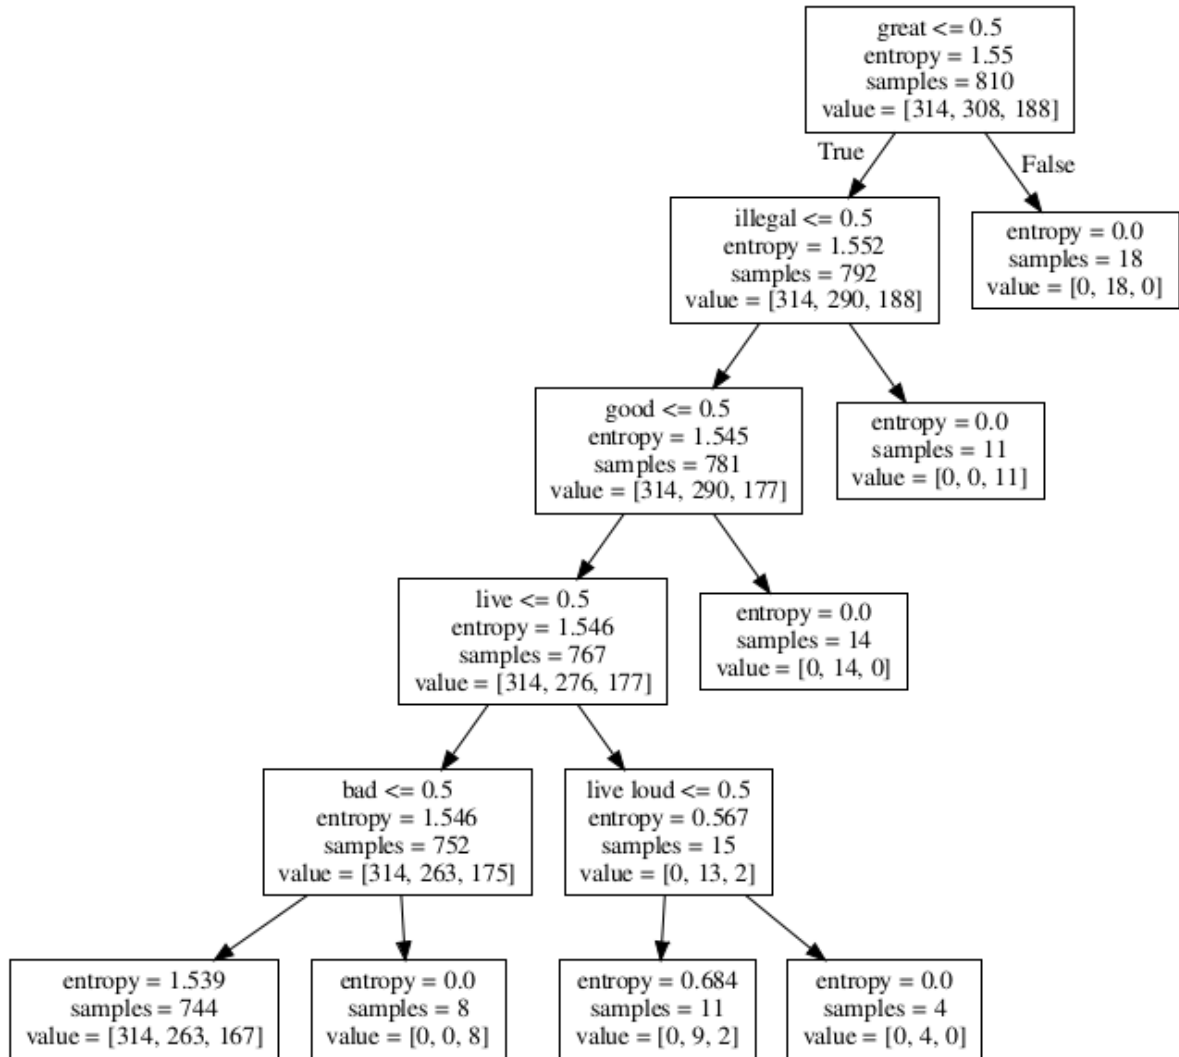 great <= 0.5
entropy = 1.55
samples = 810
value = [314, 308, 188]
True
False
illegal <= 0.5
entropy = 1.552
samples = 792
value = [314, 290, 188]
entropy = 0.0
samples = 18
value = [0, 18, 0]
good <= 0.5
entropy = 1.545
samples = 781
value = [314, 290, 177]
entropy = 0.0
samples = 11
value = [0, 0, 11]
live <= 0.5
entropy = 1.546
samples = 767
value = [314, 276, 177]
entropy = 0.0
samples = 14
value = [0, 14, 0]
bad <= 0.5
entropy = 1.546
samples = 752
value = [314, 263, 175]
live loud <= 0.5
entropy = 0.567
samples = 15
value = [0, 13, 2]
entropy = 1.539
samples = 744
value = [314, 263, 167]
entropy = 0.0
samples = 8
value = [0, 0, 8]
entropy = 0.684
samples = 11
value = [0, 9, 2]
entropy = 0.0
samples = 4
value = [0, 4, 0]